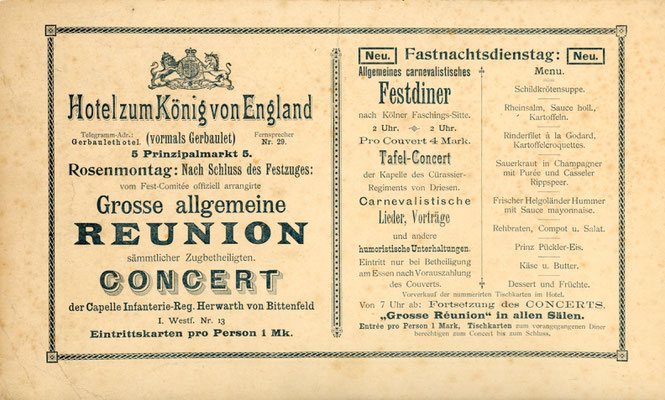 Hotel zum König von England
Telegramm-Adr.: Gerbaulethotel. (vormals Gerbaulet) Fernsprecher Nr. 29.
5 Prinzipalmarkt 5.
Rosenmontag: Nach Schluss des Festzuges:
vom Fest-Comitée offiziell arrangirte
Grosse allgemeine
REUNION
sämmtlicher Zugbetheiligten.
CONCERT
der Capelle Infanterie-Reg. Herwarth von Bittenfeld
I. Westf. Nr. 13
Eintrittskarten pro Person 1 Mk.
Neu. Fastnachtsdienstag: Neu.
Allgemeines carnevalistisches
Festdiner
nach Kölner Faschings-Sitte.
2 Uhr. 2 Uhr.
Pro Couvert 4 Mark.
Tafel-Concert
der Kapelle des Cürassier-
Regiments von Driesen.
Carnevalistische
Lieder, Vorträge
und andere
humoristische Unterhaltungen.
Eintritt nur bei Betheiligung
am Essen nach Vorauszahlung
des Couverts.
Menu.
Schildkrötensuppe.
Rheinsalm, Sauce holl.,
Kartoffeln.
Rinderfilet à la Godard,
Kartoffelcroquettes.
Sauerkraut in Champagner
mit Purée und Casseler
Rippspeer.
Frischer Helgoländer Hummer
mit Sauce mayonnaise.
Rehbraten, Compot u. Salat.
Prinz Pückler-Eis.
Käse u. Butter.
Dessert und Früchte.
Vorverkauf der nummerirten Tischkarten im Hotel.
Von 7 Uhr ab: Fortsetzung des CONCERTS.
„Grosse Réunion" in allen Sälen.
Entrée pro Person 1 Mark, Tischkarten zum vorangegangenen Diner
berechtigen zum Concert bis zum Schluss.